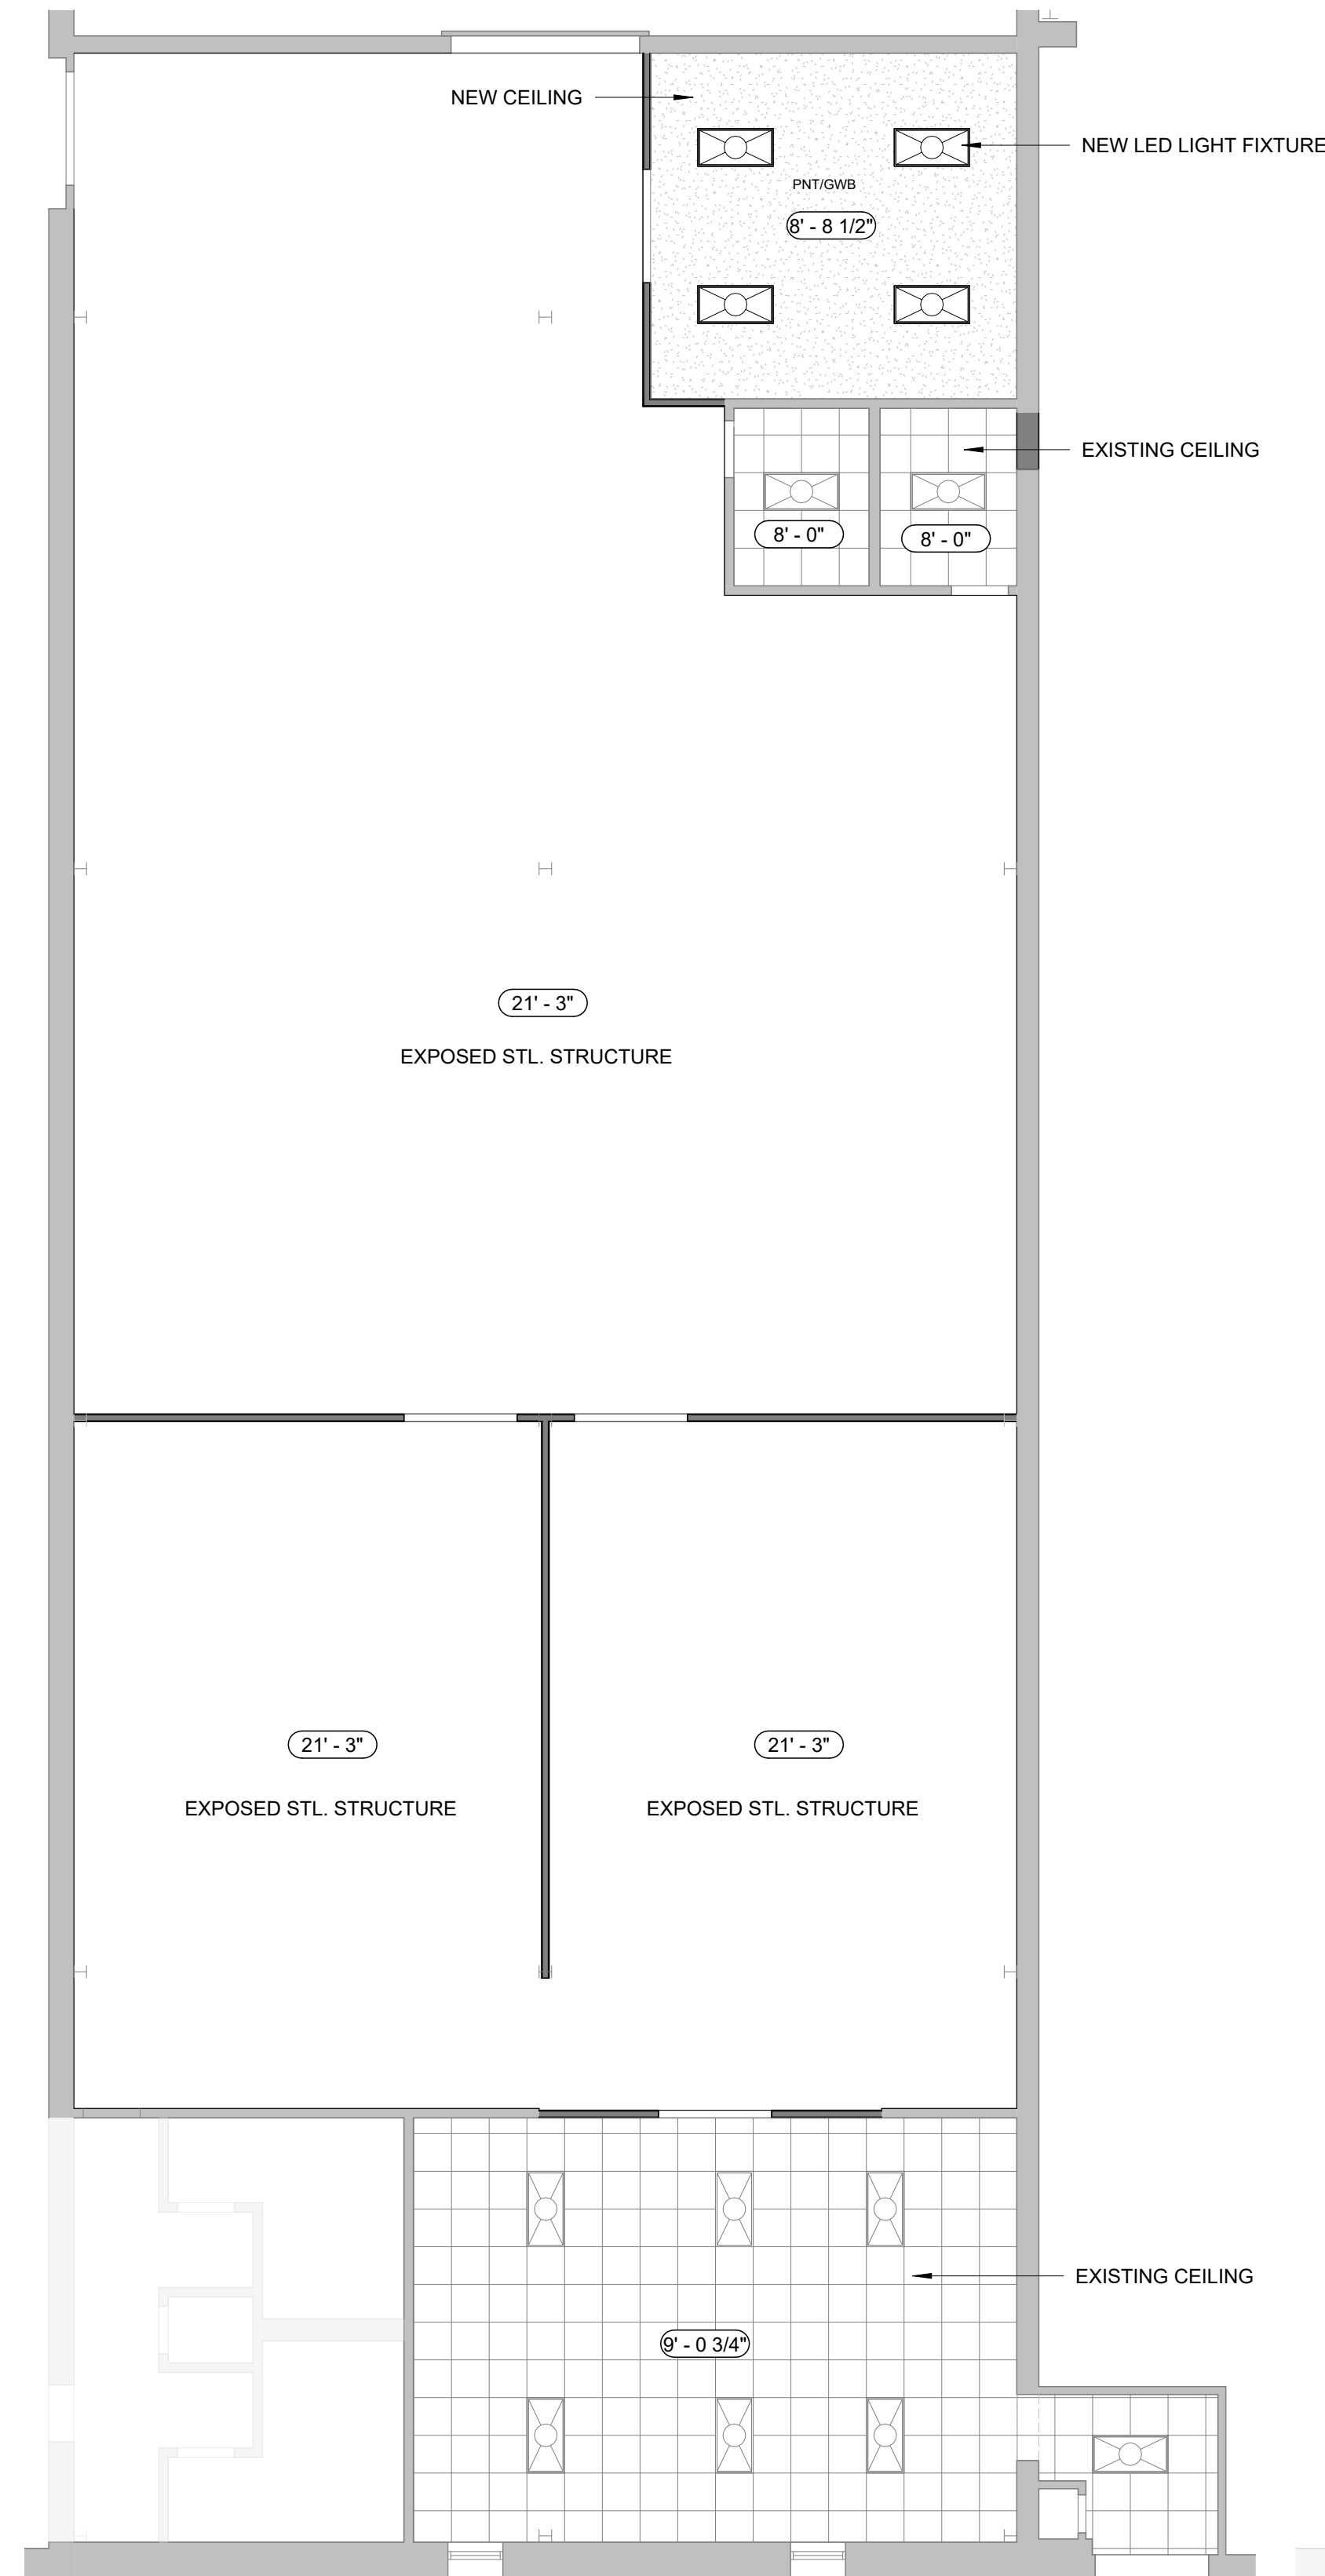 NEW CEILING
NEW LED LIGHT FIXTURE
PNT/GWB
8' - 8 1/2"
EXISTING CEILING
8' - 0"
8' - 0"
21' - 3"
EXPOSED STL. STRUCTURE
21' - 3"
21' - 3"
EXPOSED STL. STRUCTURE
EXPOSED STL. STRUCTURE
EXISTING CEILING
9' - 0 3/4"